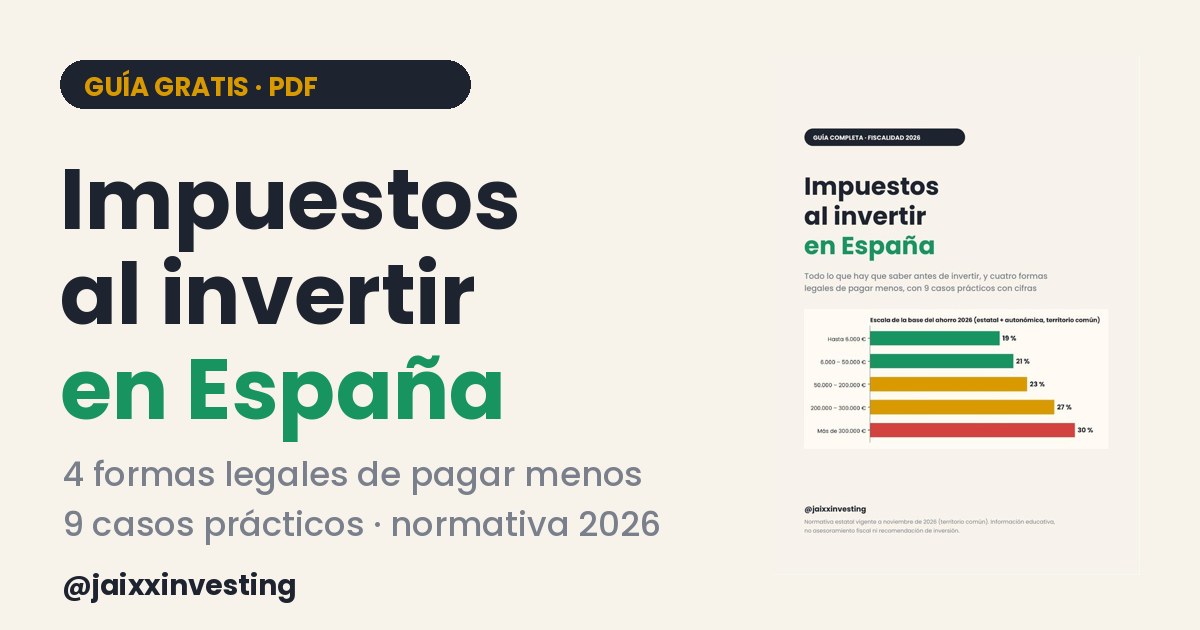 GUÍA GRATIS · PDF
Impuestos
al invertir
en España
4 formas legales de pagar menos
9 casos prácticos · normativa 2026
@jaixxinvesting
GUÍA COMPLETA · FISCALIDAD 2026
Impuestos
al invertir
en España
Todo lo que hay que saber antes de invertir, y cuatro formas
legales de pagar menos, con 9 casos prácticos con cifras
Escala de la base del ahorro 2026 (estatal + autonómica, territorio común)
Hasta 6.000 € 19 %
6.000 – 50.000 € 21 %
50.000 – 200.000 € 23 %
200.000 – 300.000 € 27 %
Más de 300.000 € 30 %
@jaixxinvesting
Normativa estatal vigente a noviembre de 2026 (territorio común). Información educativa,
no asesoramiento fiscal ni recomendación de inversión.